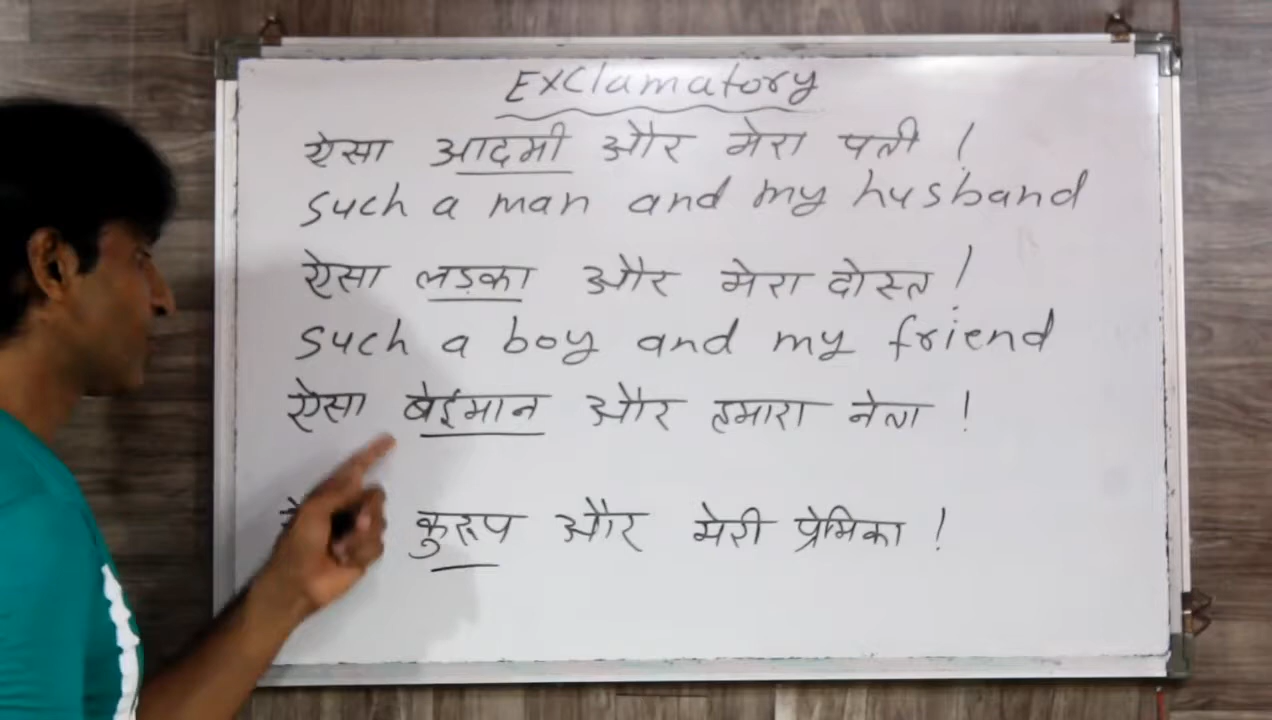 Exclamatory
ऐसा आदमी और मेरा पती !
such a man and my husband
ऐसा लड़का और मेरा दोस्त !
such a boy and my friend
ऐसा बेईमान और हमारा नेता !
कुरूप और मेरी प्रेमिका !